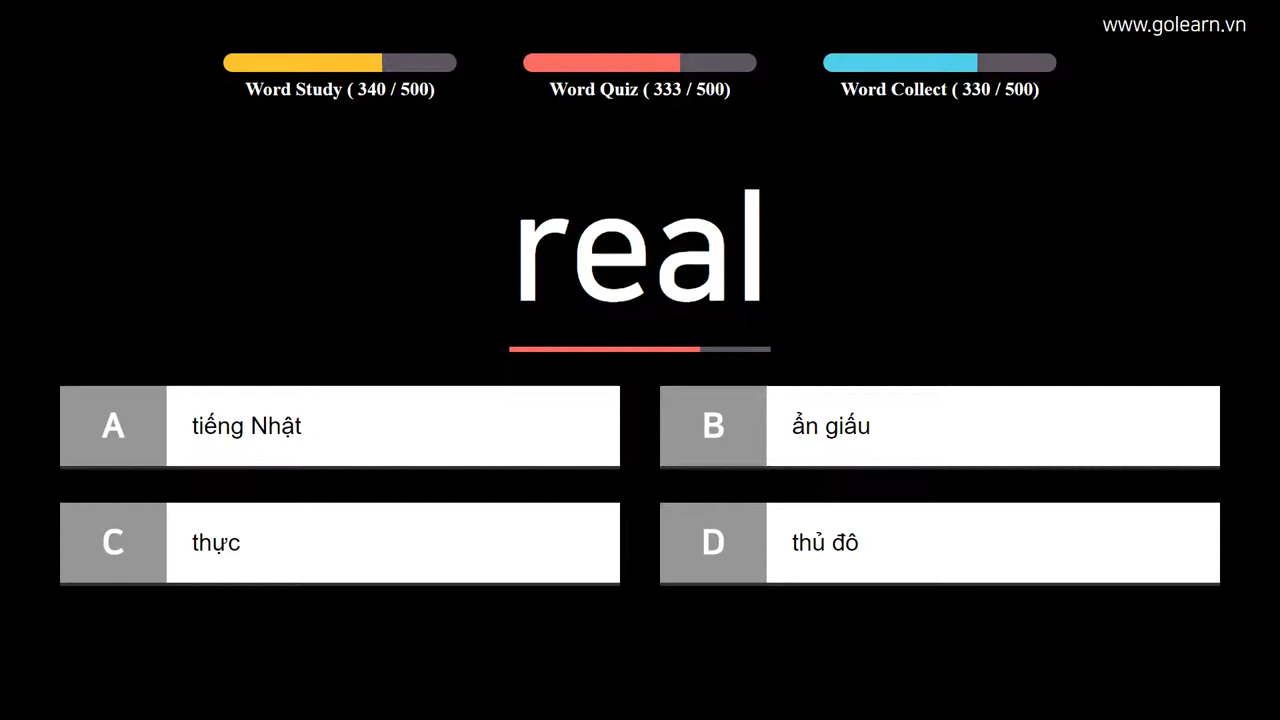 www.golearn.vn
Word Study ( 340 / 500)
Word Quiz ( 333 / 500)
Word Collect ( 330 / 500)
real
A tiếng Nhật
B ẩn giấu
C thực
D thủ đô